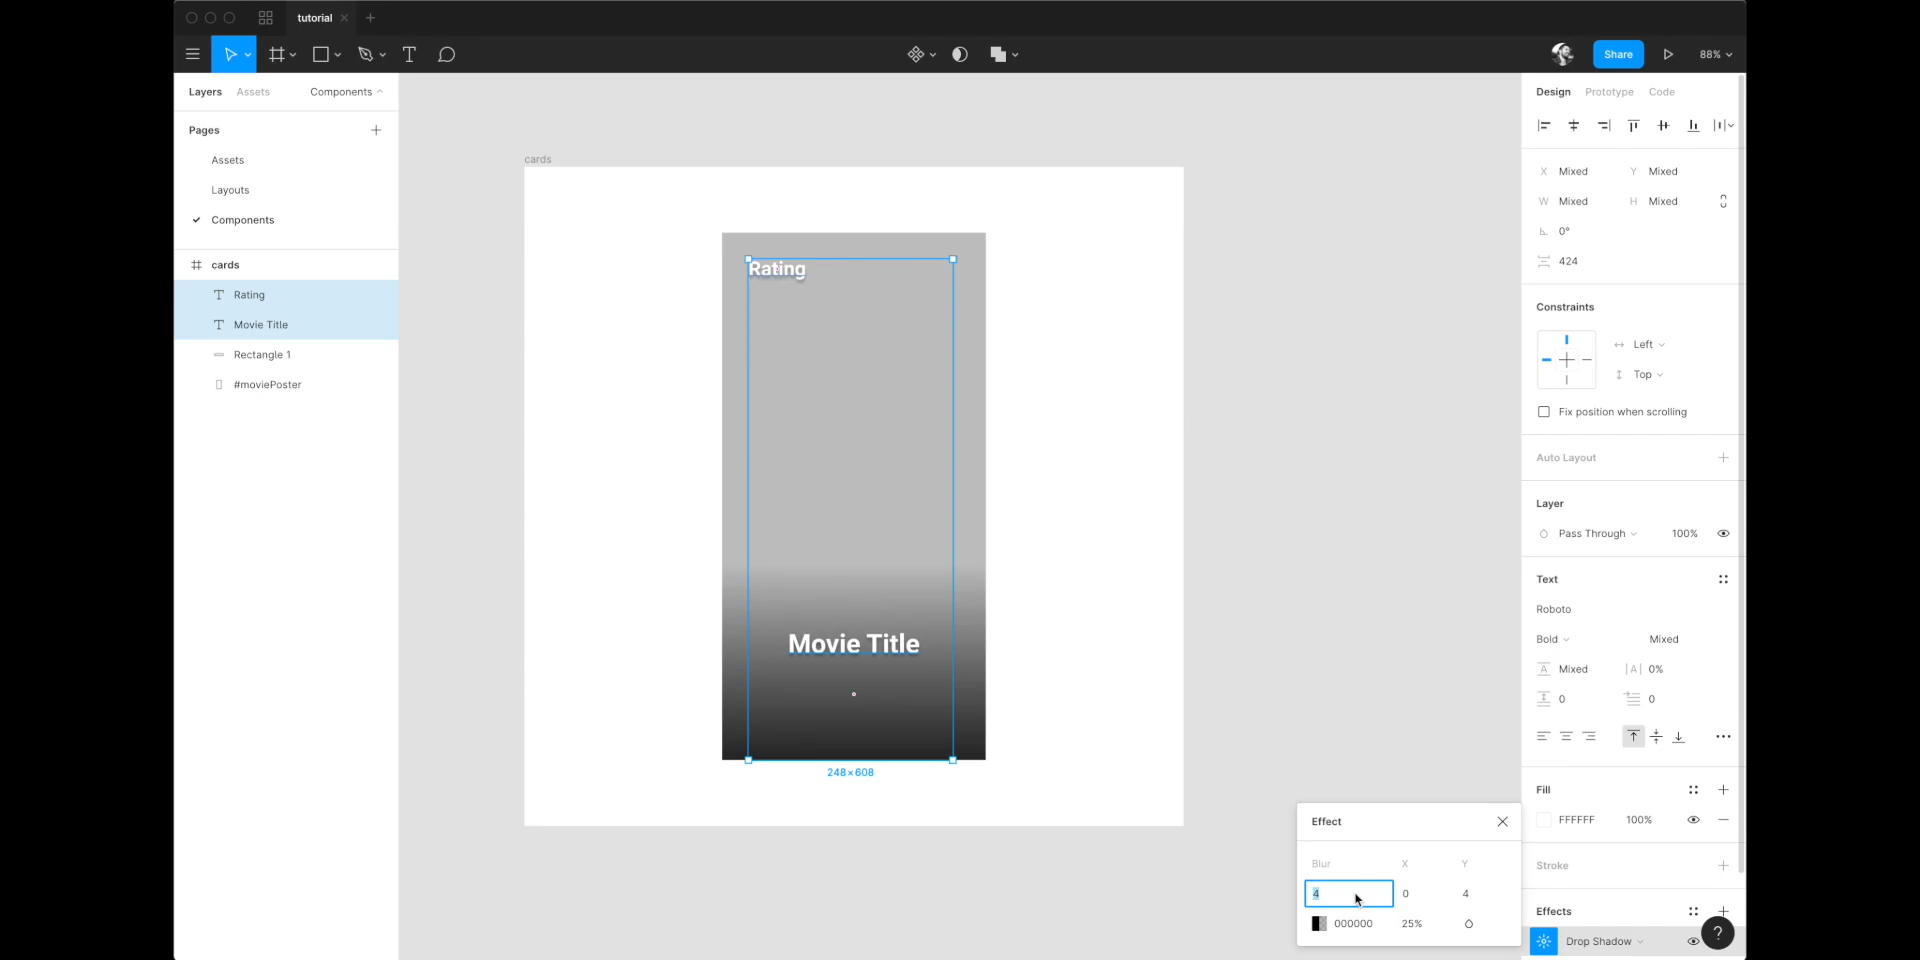 tutorial
Share
88%
Layers Assets Components
Pages
Assets
Layouts
Components
cards
Rating
Movie Title
Rectangle 1
#moviePoster
cards
Rating
Movie Title
248×608
Design Prototype Code
X Mixed Y Mixed
W Mixed H Mixed
0°
424
Constraints
Left
Top
Fix position when scrolling
Auto Layout
Layer
Pass Through 100%
Text
Roboto
Bold Mixed
A Mixed |A| 0%
0 0
Fill
FFFFFF 100%
Stroke
Effects
Drop Shadow
?
Effect
Blur X Y
4 0 4
000000 25%